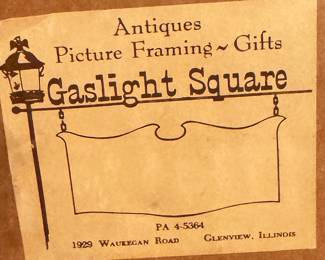 Antiques
Picture Framing ~ Gifts
Gaslight Square
PA 4-5364
1929 Waukegan Road Glenview, Illinois